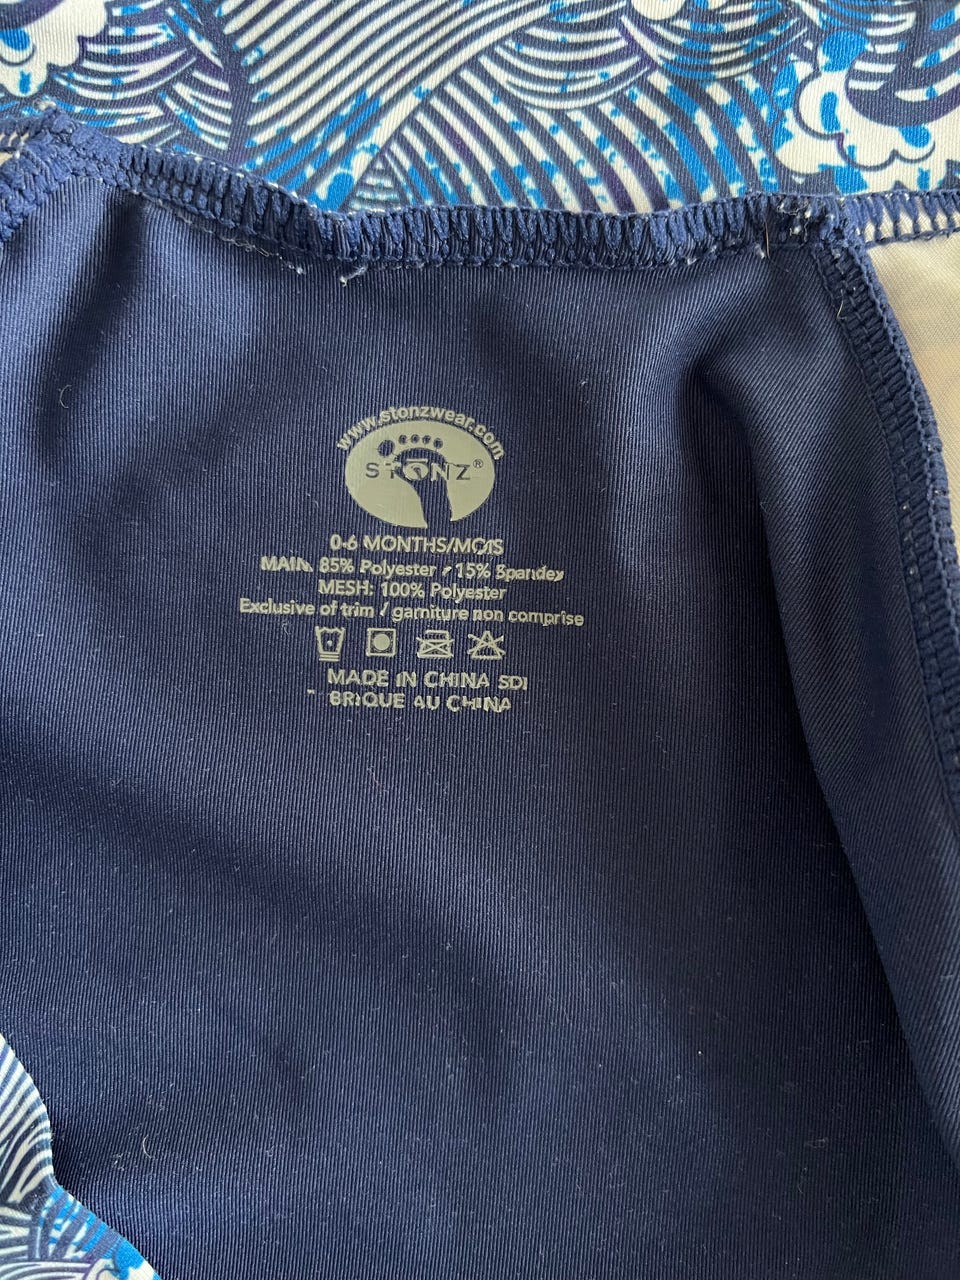 www.stonzwear.com
STONZ®
0-6 MONTHS/MOIS
MAIN: 85% Polyester / 15% Spandex
MESH: 100% Polyester
Exclusive of trim / garniture non comprise
MADE IN CHINA SDI
BRIQUE AU CHINA